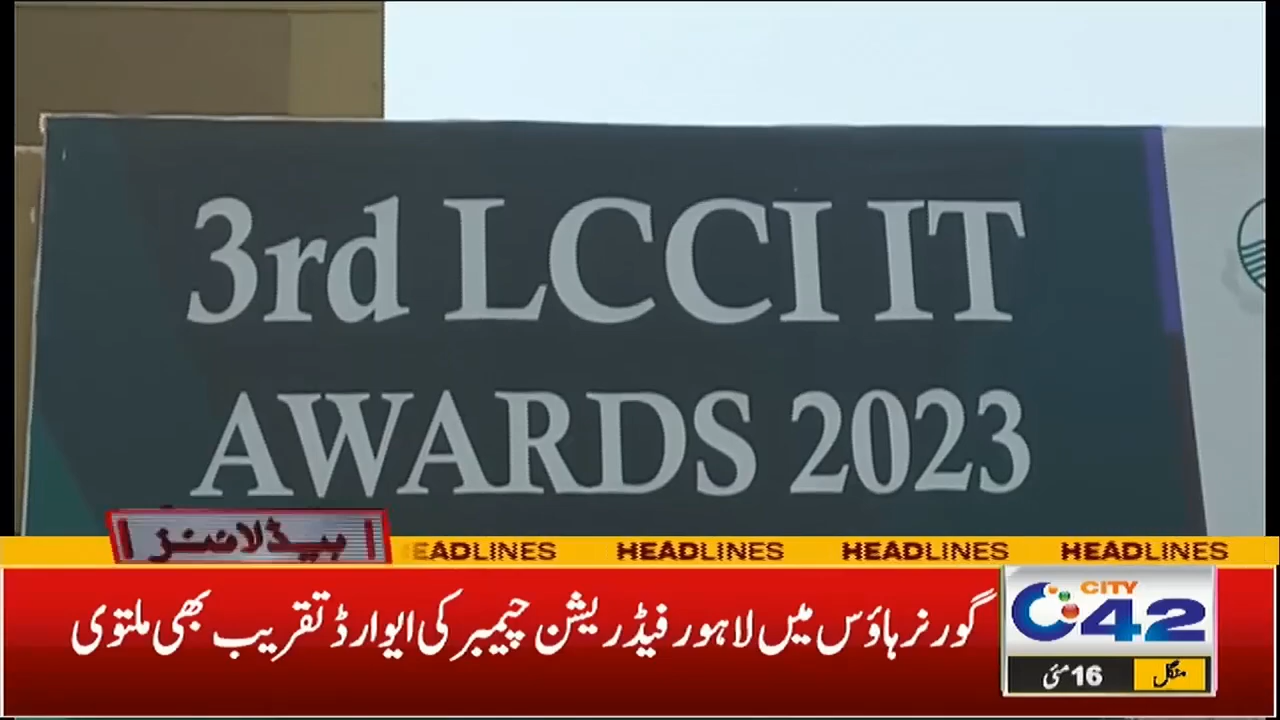 3rd LCCI IT
AWARDS 2023
ہیڈلائنز
EADLINES HEADLINES HEADLINES HEADLINES
گورنر ہاؤس میں لاہور فیڈریشن چیمبر کی ایوارڈ تقریب بھی ملتوی
CITY
42
منگل 16 مئی